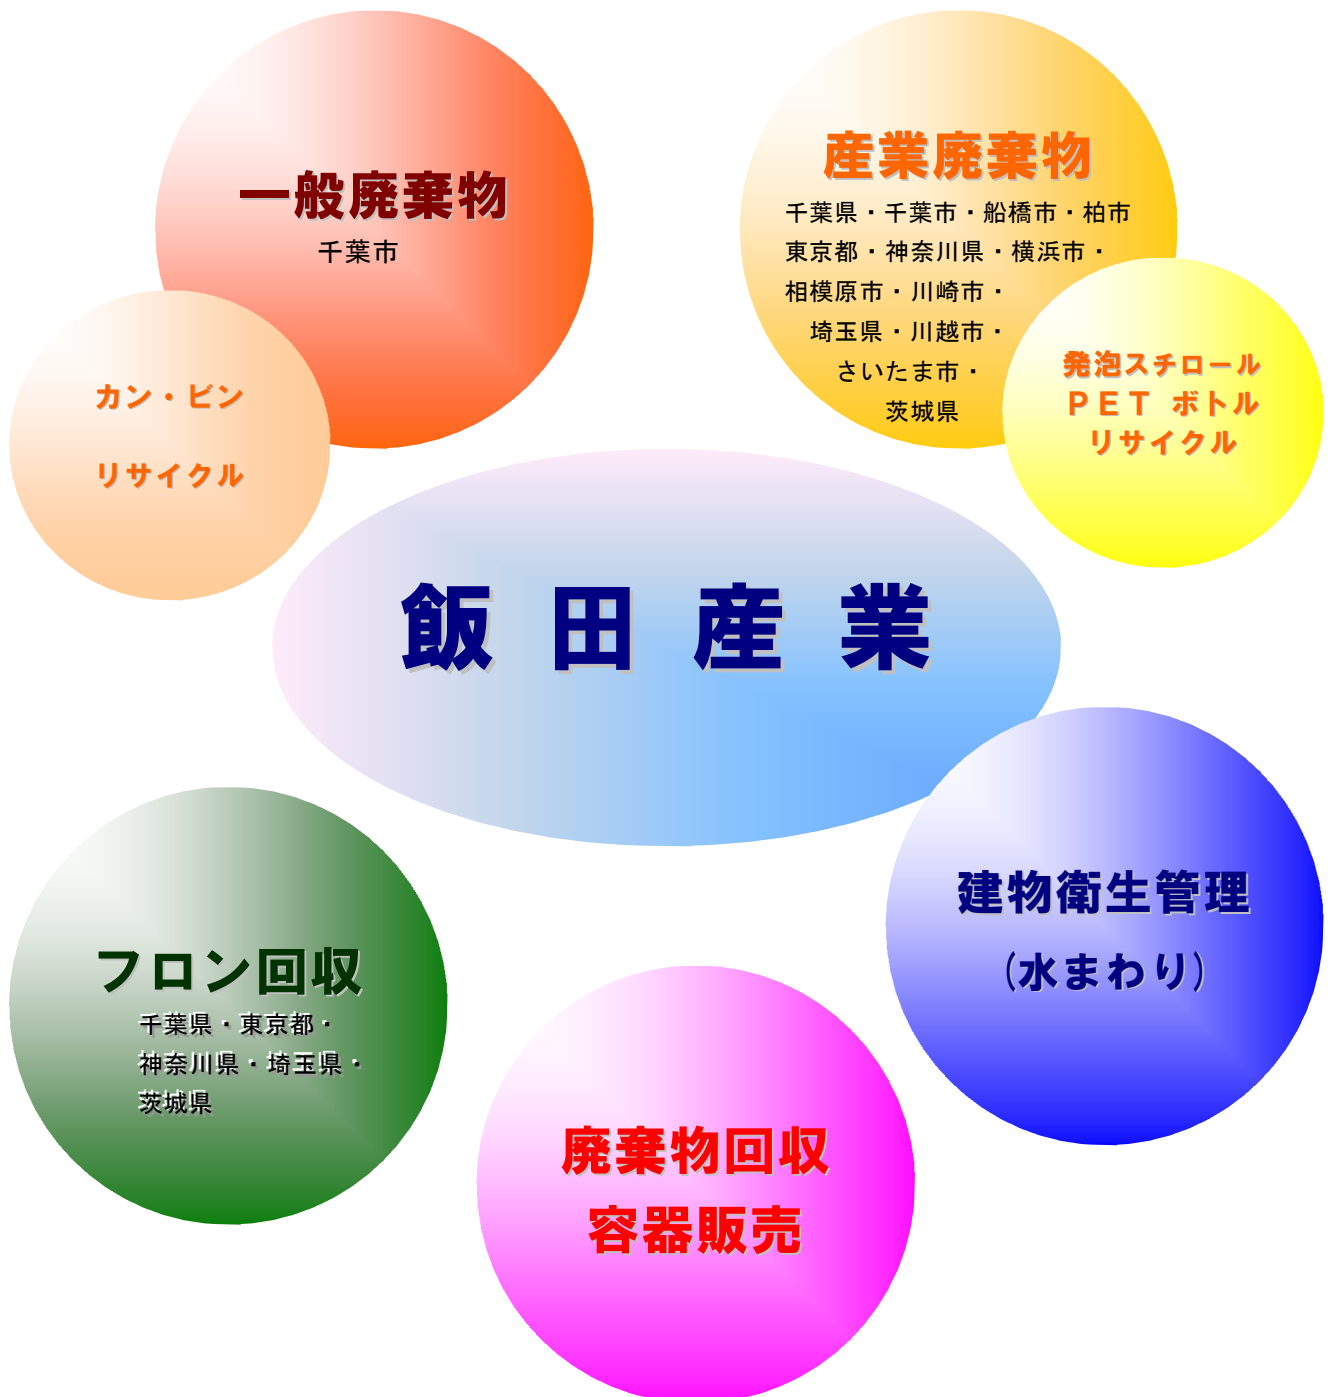 一般廃棄物
千葉市
カン・ビン
リサイクル
産業廃棄物
千葉県・千葉市・船橋市・柏市
東京都・神奈川県・横浜市・
相模原市・川崎市・
埼玉県・川越市・
さいたま市・
茨城県
発泡スチロール
ＰＥＴ ボトル
リサイクル
飯田産業
建物衛生管理
(水まわり)
フロン回収
千葉県・東京都・
神奈川県・埼玉県・
茨城県
廃棄物回収
容器販売